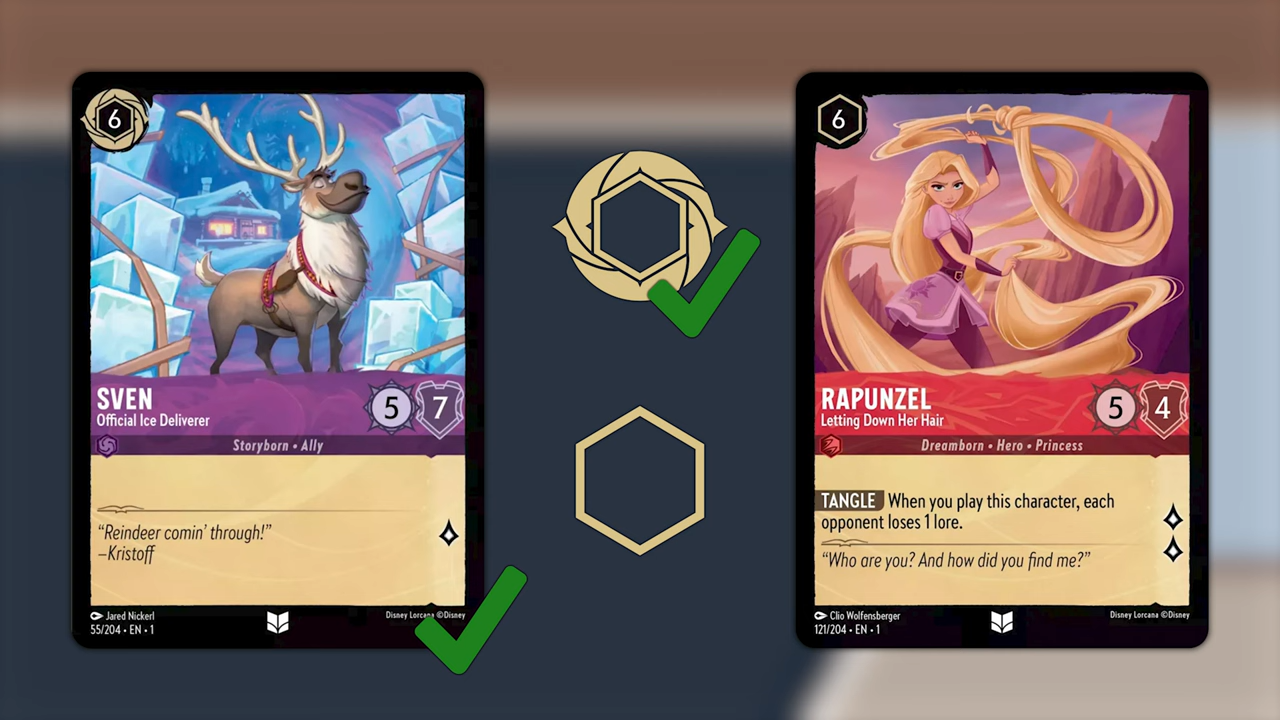 6
SVEN
Official Ice Deliverer
5 7
Storyborn • Ally
“Reindeer comin’ through!”
–Kristoff
Jared Nickerl
Disney Lorcana ©Disney
55/204 • EN • 1
6
RAPUNZEL
Letting Down Her Hair
5 4
Dreamborn • Hero • Princess
TANGLE When you play this character, each
opponent loses 1 lore.
“Who are you? And how did you find me?”
Clio Wolfensberger
Disney Lorcana ©Disney
121/204 • EN • 1